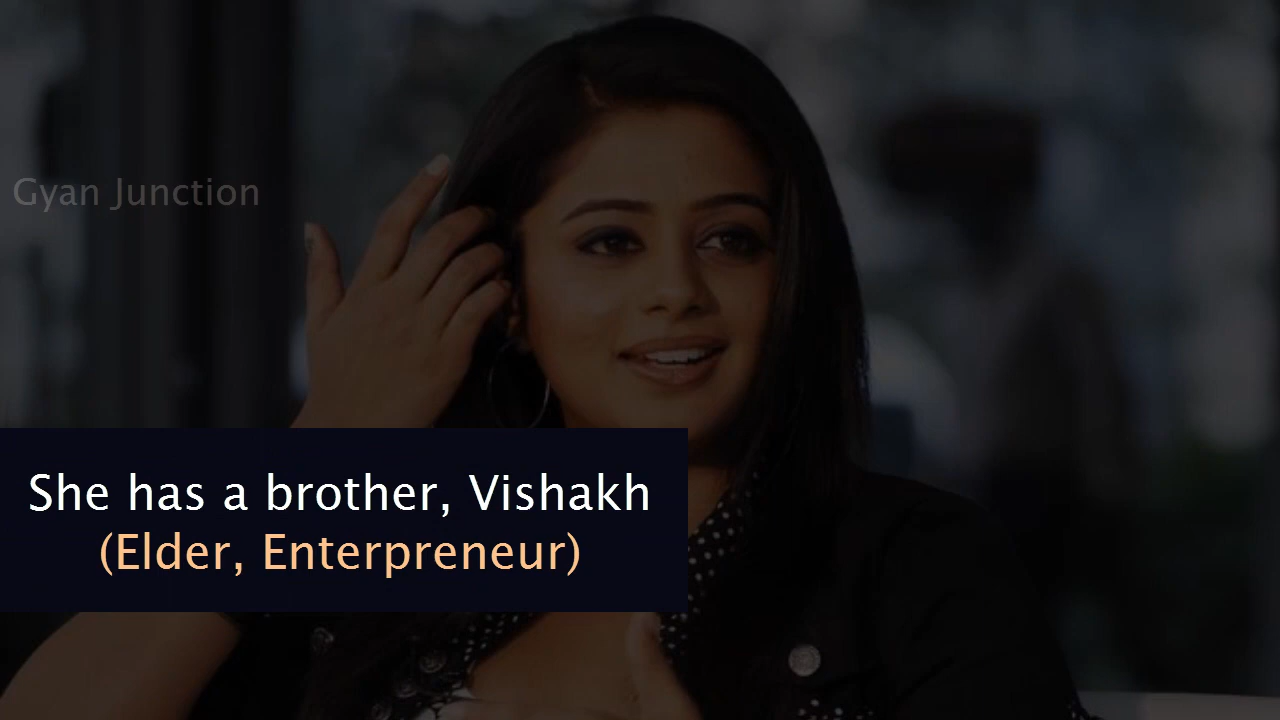 Gyan Junction
She has a brother, Vishakh
(Elder, Enterpreneur)